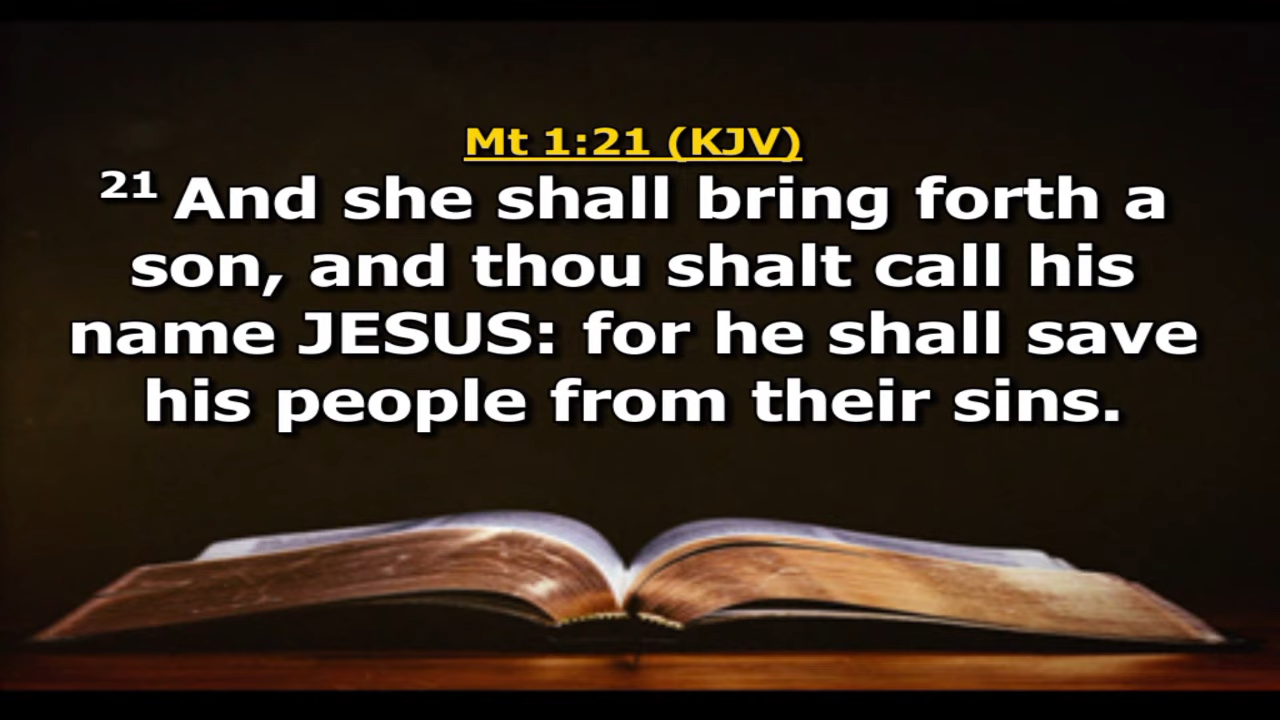 Mt 1:21 (KJV)
21 And she shall bring forth a
son, and thou shalt call his
name JESUS: for he shall save
his people from their sins.